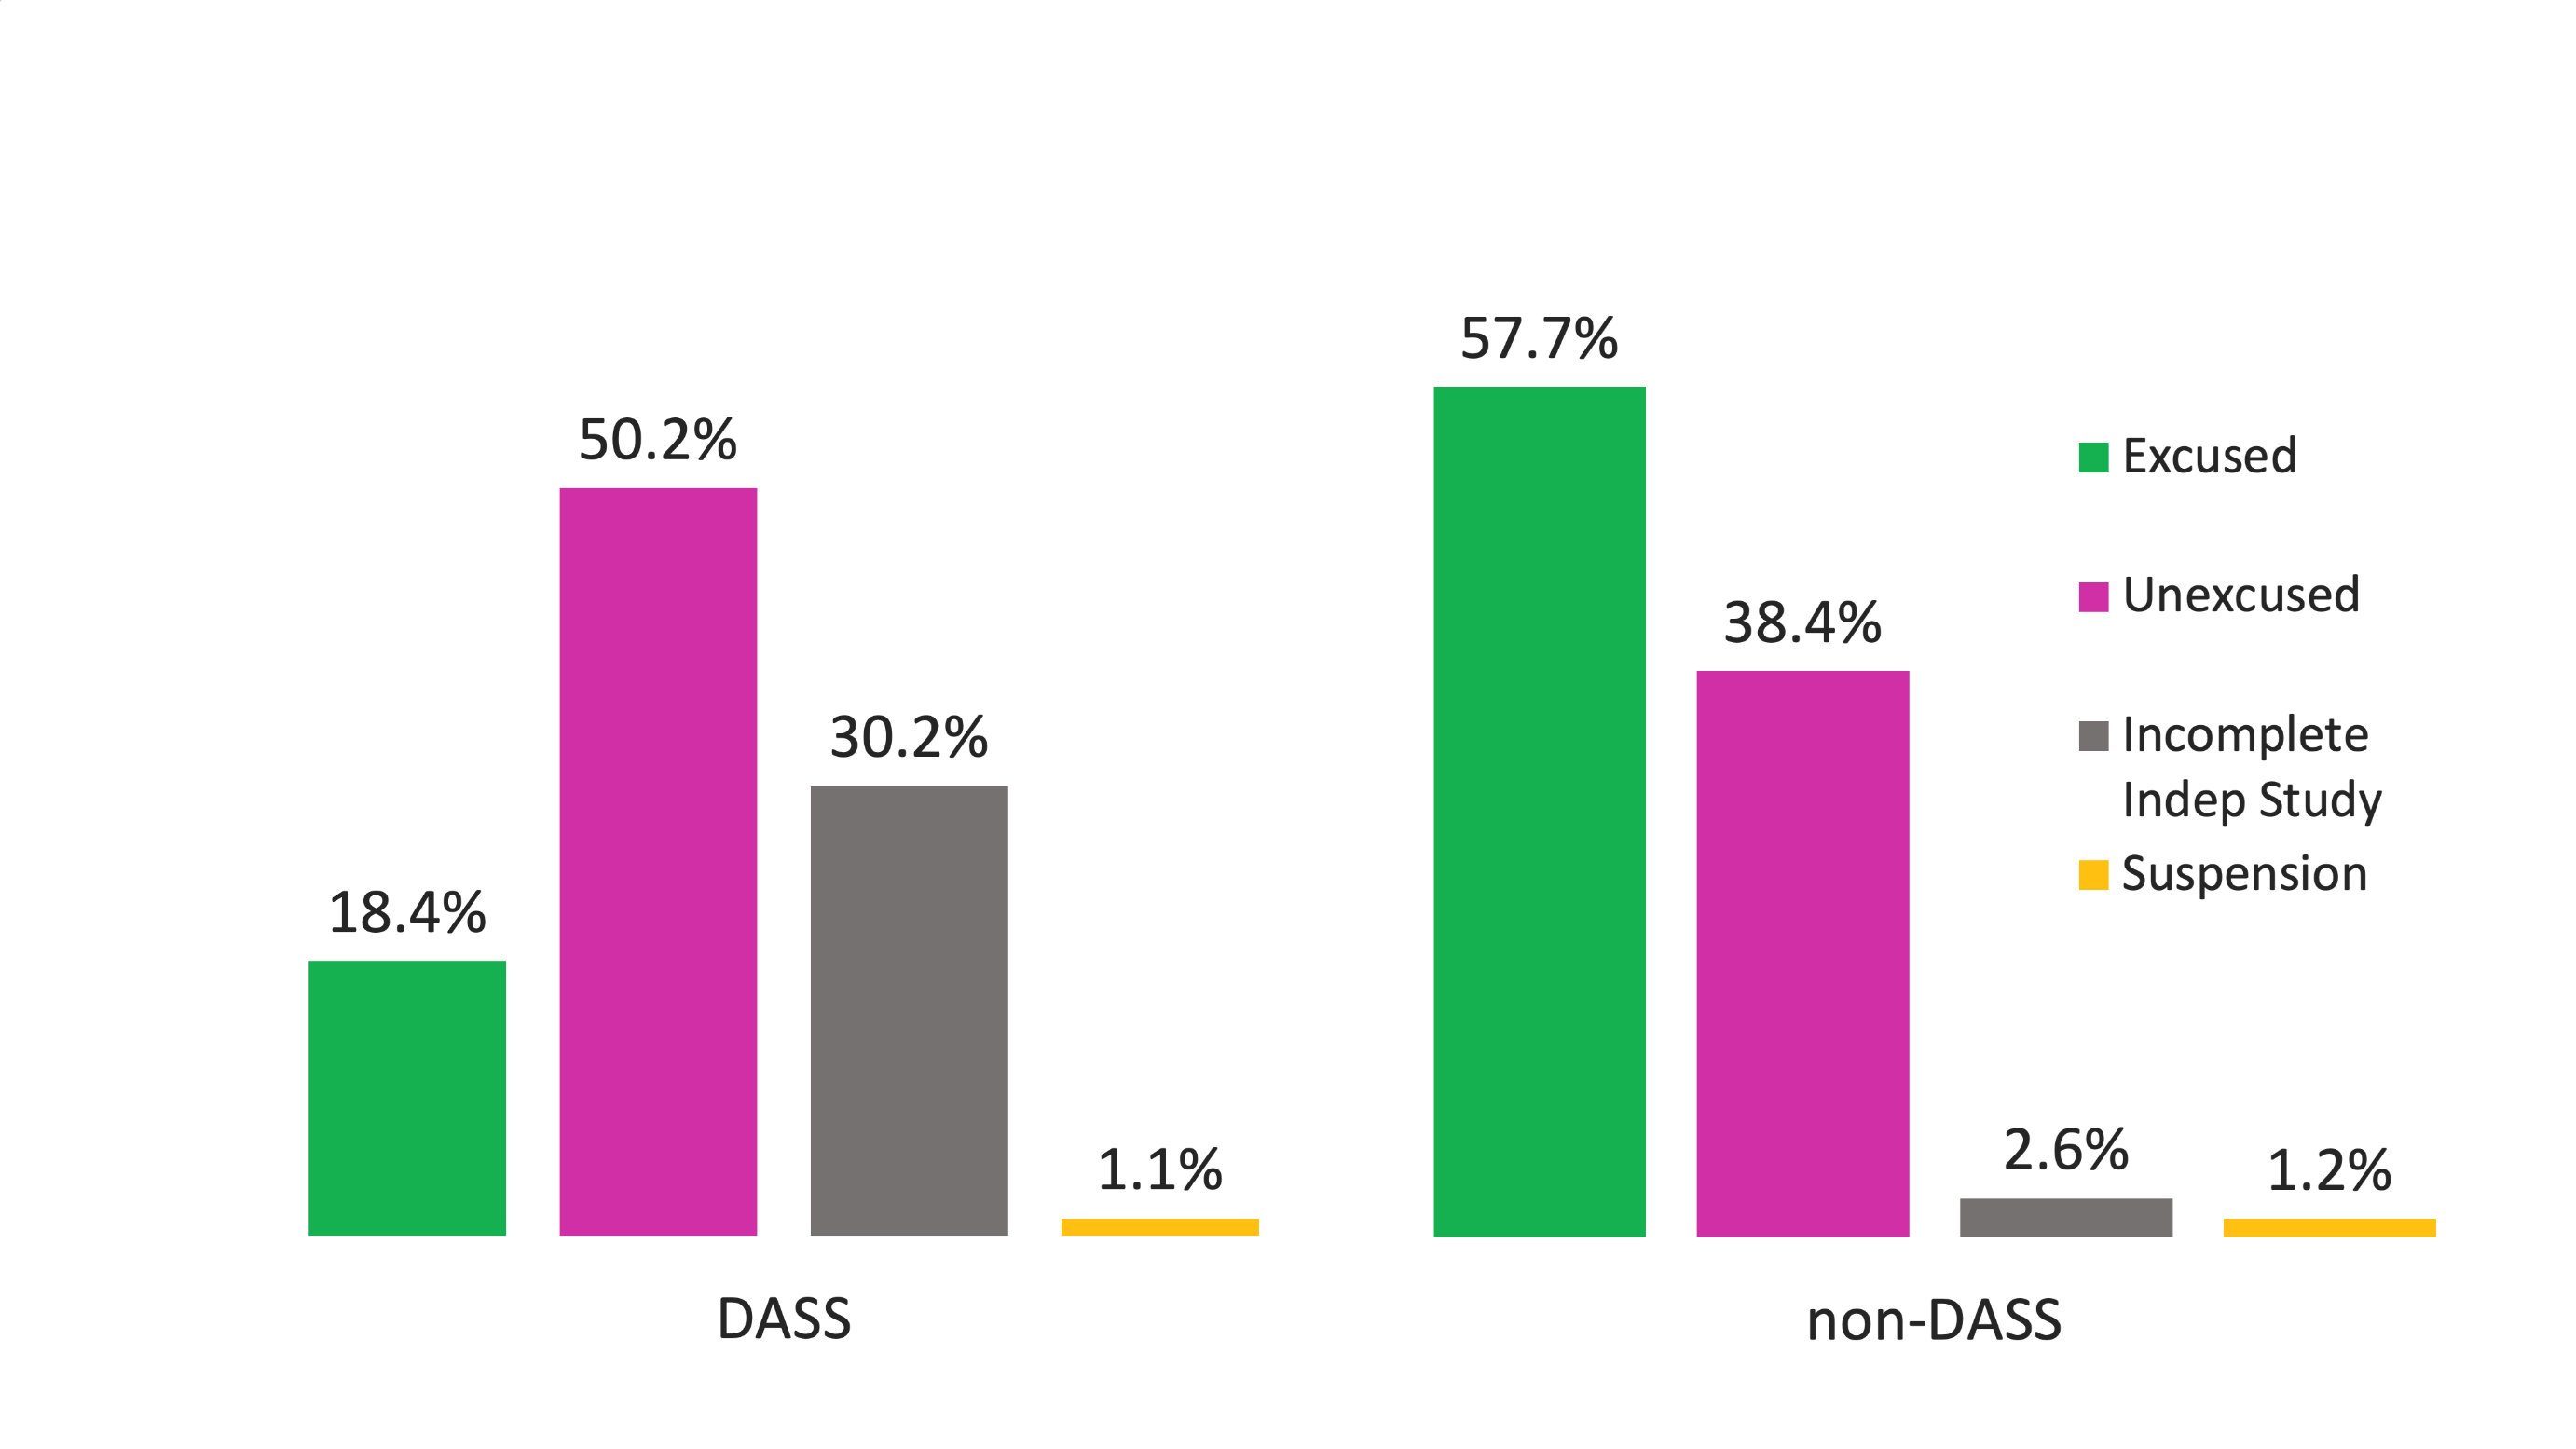 57.7%
50.2%
Excused
38.4%
Unexcused
30.2%
Incomplete
Indep Study
Suspension
18.4%
2.6%
1.1%
1.2%
DASS
non-DASS